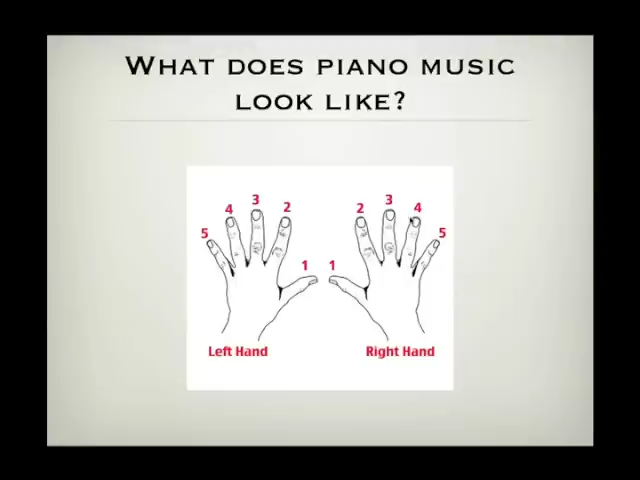 What does piano music
look like?
3 3
4 2 2 4
5 5
1 1
Left Hand Right Hand